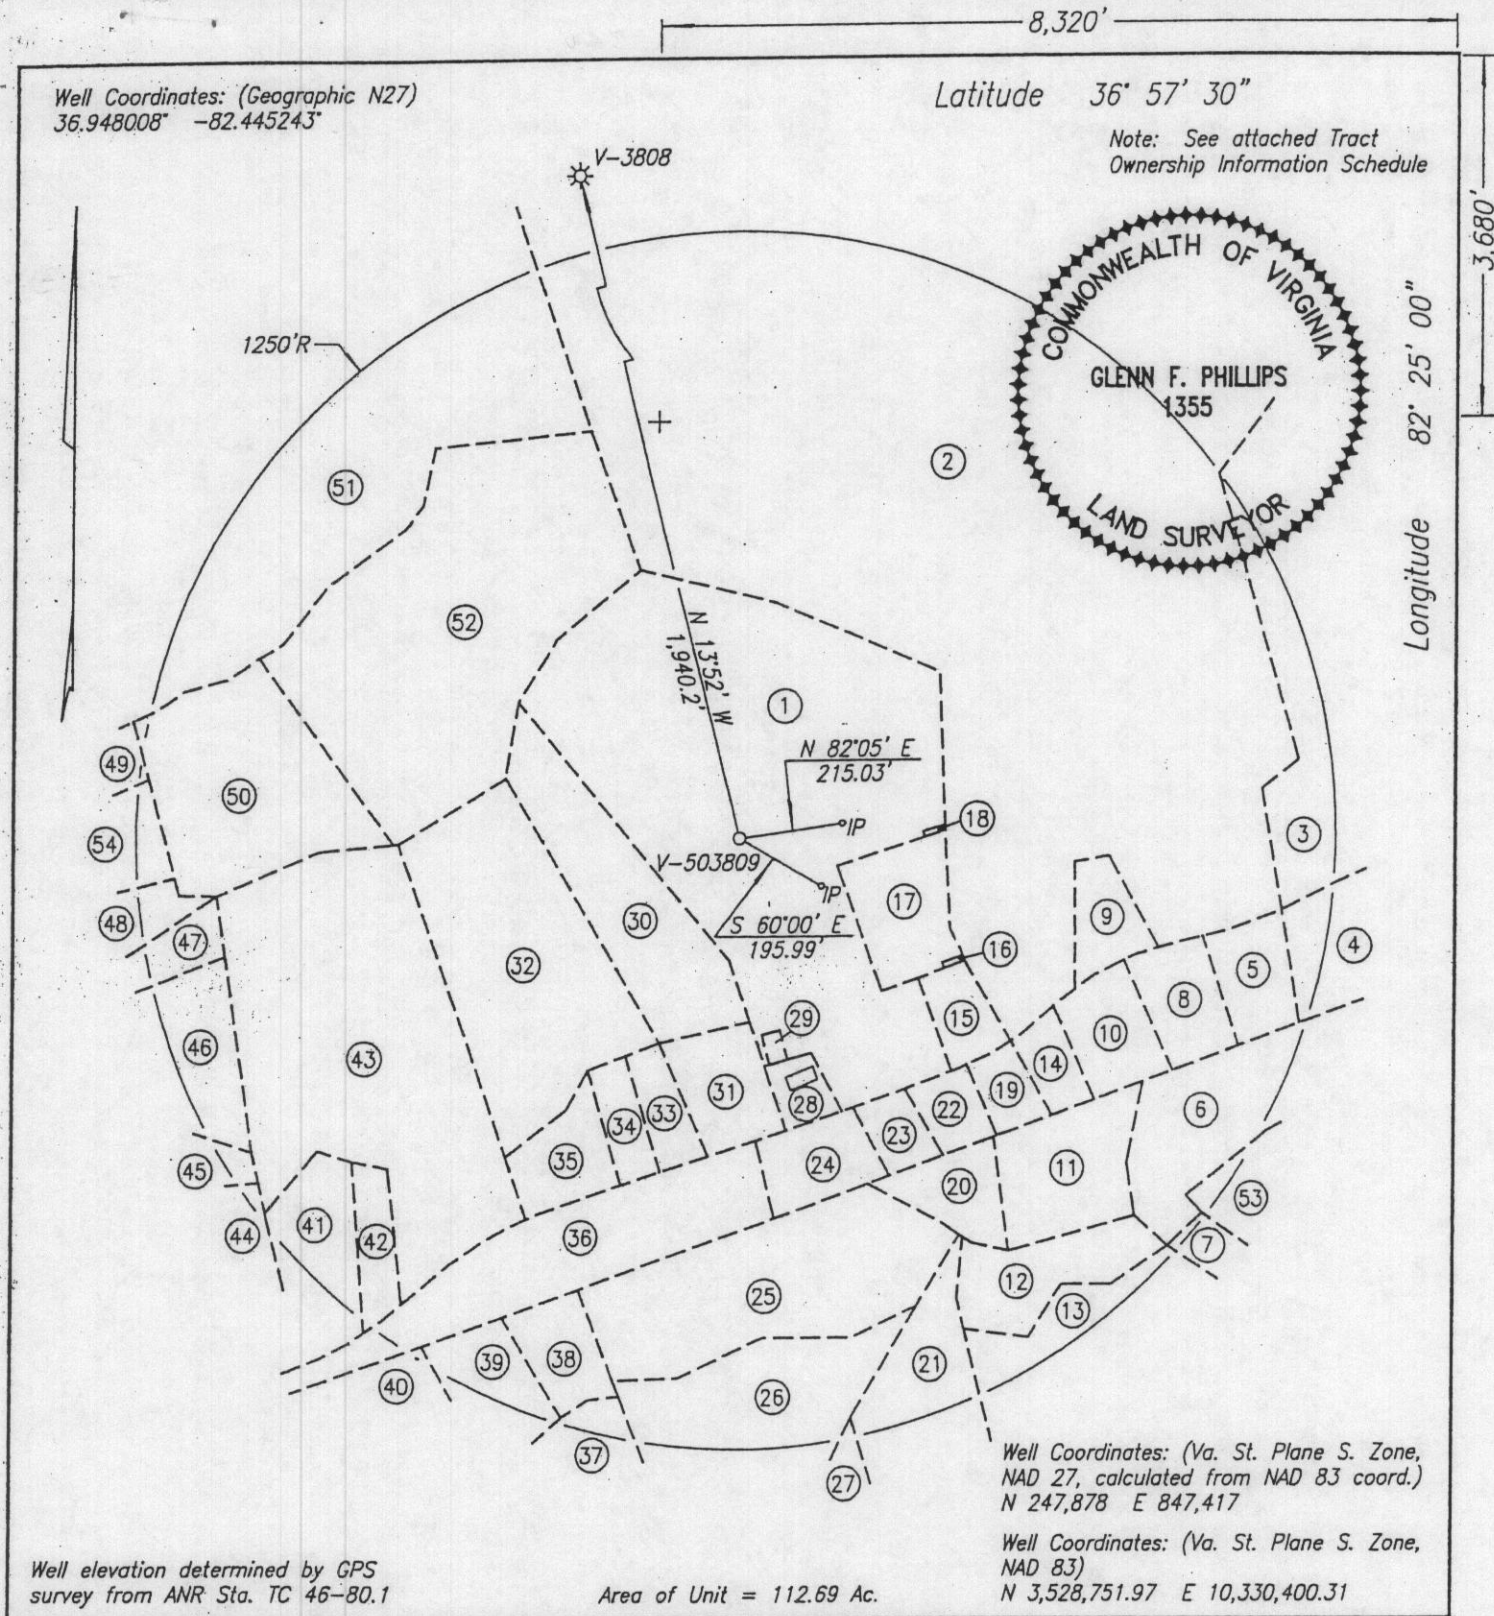 8,320'
Well Coordinates: (Geographic N27)
36.948008° -82.445243°
Latitude 36° 57' 30"
Note: See attached Tract
Ownership Information Schedule
3,680'
V-3808
COMMONWEALTH OF VIRGINIA
GLENN F. PHILLIPS
1355
LAND SURVEYOR
82° 25' 00"
Longitude
1250'R
2
51
52
N 13°52' W
1,940.2'
1
N 82°05' E
215.03'
49
50
IP
18
3
54
V-503809
IP
17
9
48
47
30
S 60°00' E
195.99'
16
4
32
5
8
29
15
10
46
43
14
31
28
19
22
6
34
33
23
35
24
11
45
20
53
41
42
44
36
7
12
25
13
39
38
21
40
26
37
27
Well Coordinates: (Va. St. Plane S. Zone,
NAD 27, calculated from NAD 83 coord.)
N 247,878 E 847,417
Well Coordinates: (Va. St. Plane S. Zone,
NAD 83)
N 3,528,751.97 E 10,330,400.31
Well elevation determined by GPS
survey from ANR Sta. TC 46-80.1
Area of Unit = 112.69 Ac.